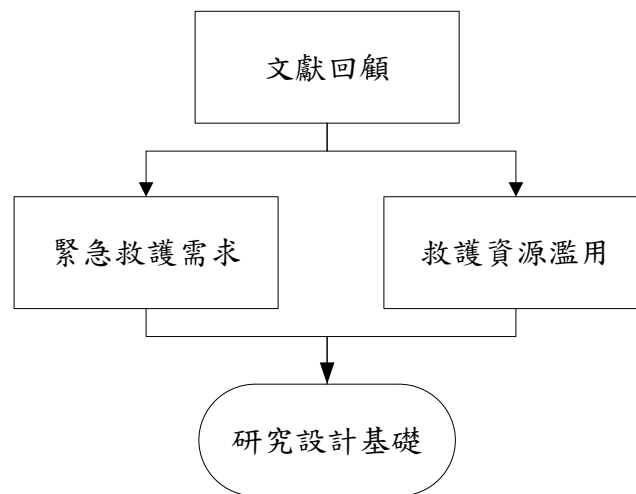 文獻回顧
緊急救護需求
救護資源濫用
研究設計基礎